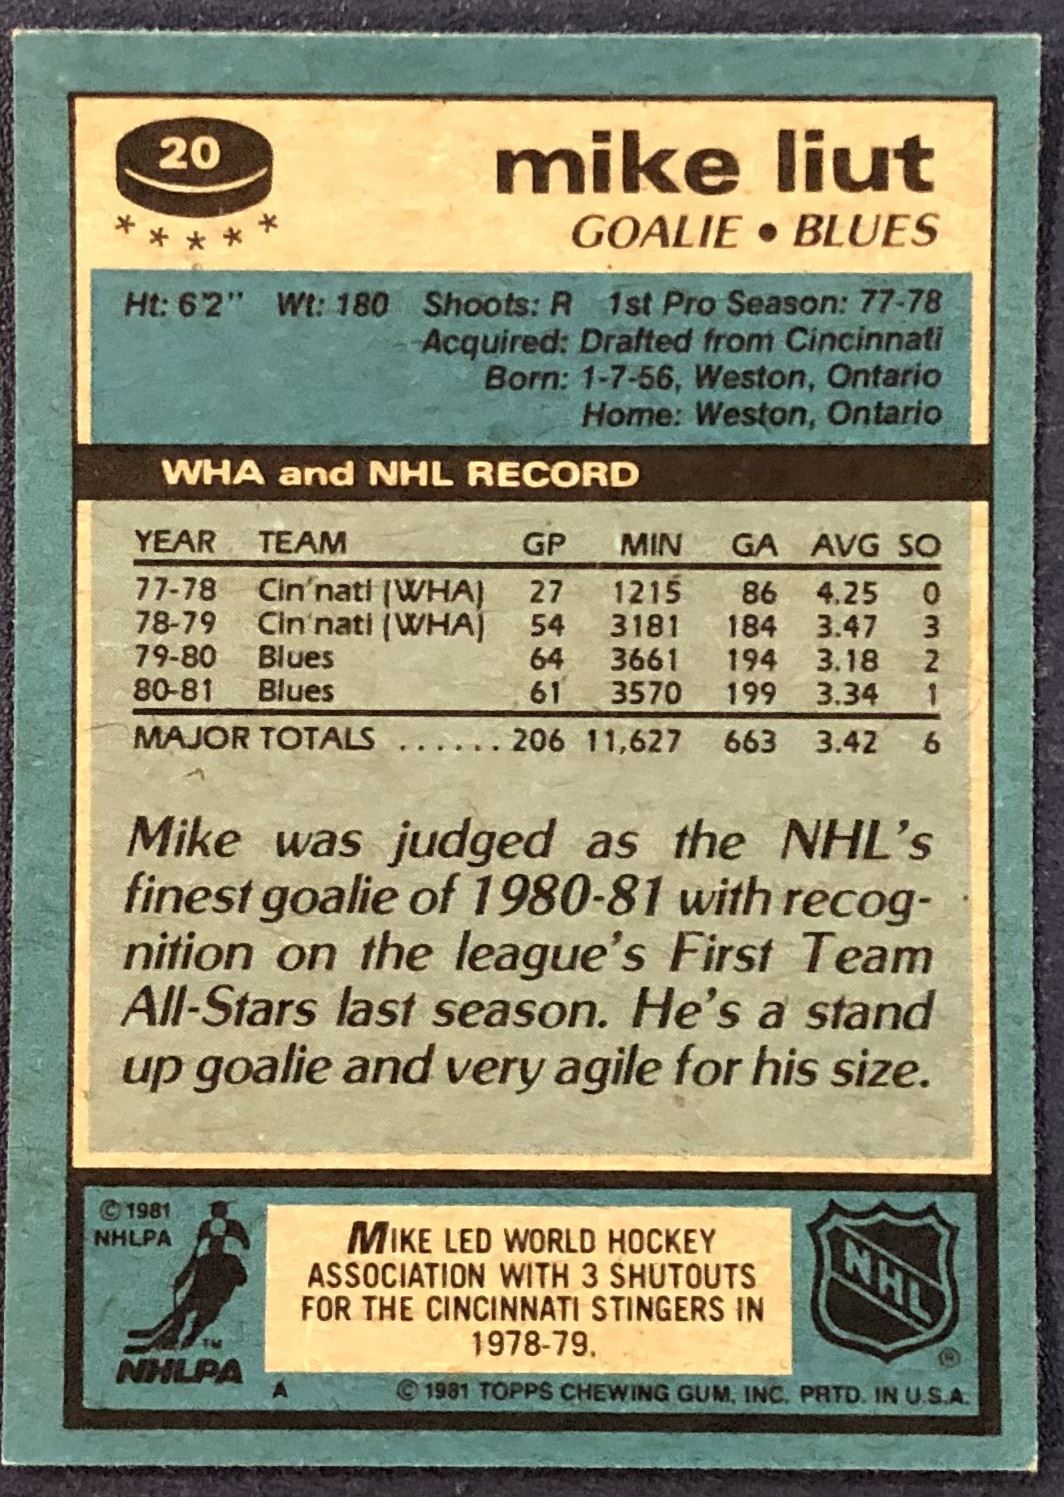 20
mike liut
GOALIE • BLUES
Ht: 6'2" Wt: 180 Shoots: R 1st Pro Season: 77-78
Acquired: Drafted from Cincinnati
Born: 1-7-56, Weston, Ontario
Home: Weston, Ontario
WHA and NHL RECORD
YEAR TEAM GP MIN GA AVG SO
77-78 Cin'nati (WHA) 27 1215 86 4.25 0
78-79 Cin'nati (WHA) 54 3181 184 3.47 3
79-80 Blues 64 3661 194 3.18 2
80-81 Blues 61 3570 199 3.34 1
MAJOR TOTALS ...... 206 11,627 663 3.42 6
Mike was judged as the NHL's
finest goalie of 1980-81 with recog-
nition on the league's First Team
All-Stars last season. He's a stand
up goalie and very agile for his size.
© 1981
NHLPA
MIKE LED WORLD HOCKEY
ASSOCIATION WITH 3 SHUTOUTS
FOR THE CINCINNATI STINGERS IN
1978-79.
NHL
®
TM
NHLPA
A © 1981 TOPPS CHEWING GUM, INC. PRTD. IN U.S.A.